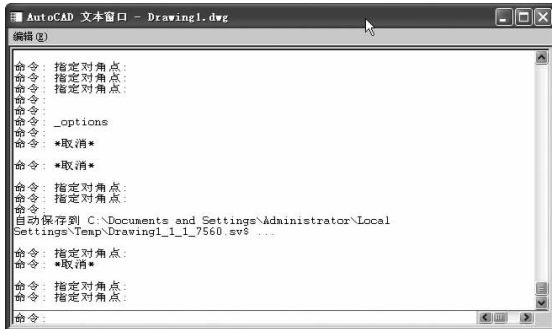 AutoCAD 文本窗口 - Drawing1.dwg
编辑(E)
命令: 指定对角点:
命令: 指定对角点:
命令: 指定对角点:
命令:
命令:
命令: _options
命令:
命令: *取消*
命令: *取消*
命令: 指定对角点:
命令: 指定对角点:
命令:
自动保存到 C:\Documents and Settings\Administrator\Local
Settings\Temp\Drawing1_1_1_7560.sv$ ...
命令: 指定对角点:
命令: *取消*
命令: 指定对角点:
命令: 指定对角点:
命令: